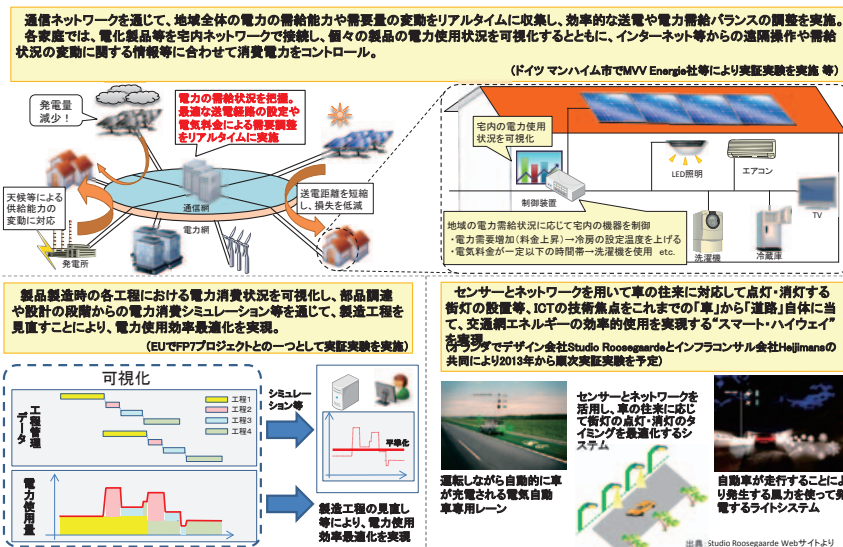 通信ネットワークを通じて、地域全体の電力の需給能力や需要量の変動をリアルタイムに収集し、効率的な送電や電力需給バランスの調整を実施。
各家庭では、電化製品等を宅内ネットワークで接続し、個々の製品の電力使用状況を可視化するとともに、インターネット等からの遠隔操作や需給
状況の変動に関する情報等に合わせて消費電力をコントロール。
(ドイツ マンハイム市でMVV Energie社等により実証実験を実施 等)
発電量
減少！
電力の需給状況を把握。
最適な送電経路の設定や
電気料金による需要調整
をリアルタイムに実施
天候等による
供給能力の
変動に対応
発電所
通信網
電力網
送電距離を短縮
し、損失を低減
宅内の電力使用
状況を可視化
制御装置
LED照明
エアコン
TV
洗濯機
冷蔵庫
地域の電力需給状況に応じて宅内の機器を制御
・電力需要増加(料金上昇)→冷房の設定温度を上げる
・電気料金が一定以下の時間帯→洗濯機を使用 etc.
製品製造時の各工程における電力消費状況を可視化し、部品調達
や設計の段階からの電力消費シミュレーション等を通じて、製造工程を
見直すことにより、電力使用効率最適化を実現。
(EUでFP7プロジェクトとの一つとして実証実験を実施)
可視化
工程管理
データ
工程1
工程2
工程3
工程4
電力
使用量
シミュレー
ション等
平準化
製造工程の見直し
等により、電力使用
効率最適化を実現
センサーとネットワークを用いて車の往来に対応して点灯・消灯する
街灯の設置等、ICTの技術焦点をこれまでの「車」から「道路」自体に当
て、交通網エネルギーの効率的使用を実現する“スマート・ハイウェイ”
を実現
(オランダでデザイン会社Studio Roosegaardeとインフラコンサル会社Heijimansの
共同により2013年から順次実証実験を予定)
運転しながら自動的に車
が充電される電気自動
車専用レーン
センサーとネットワークを
活用し、車の往来に応じ
て街灯の点灯・消灯のタ
イミングを最適化するシ
ステム
自動車が走行することによ
り発生する風力を使って発
電するライトシステム
出典：Studio Roosegaarde Webサイトより